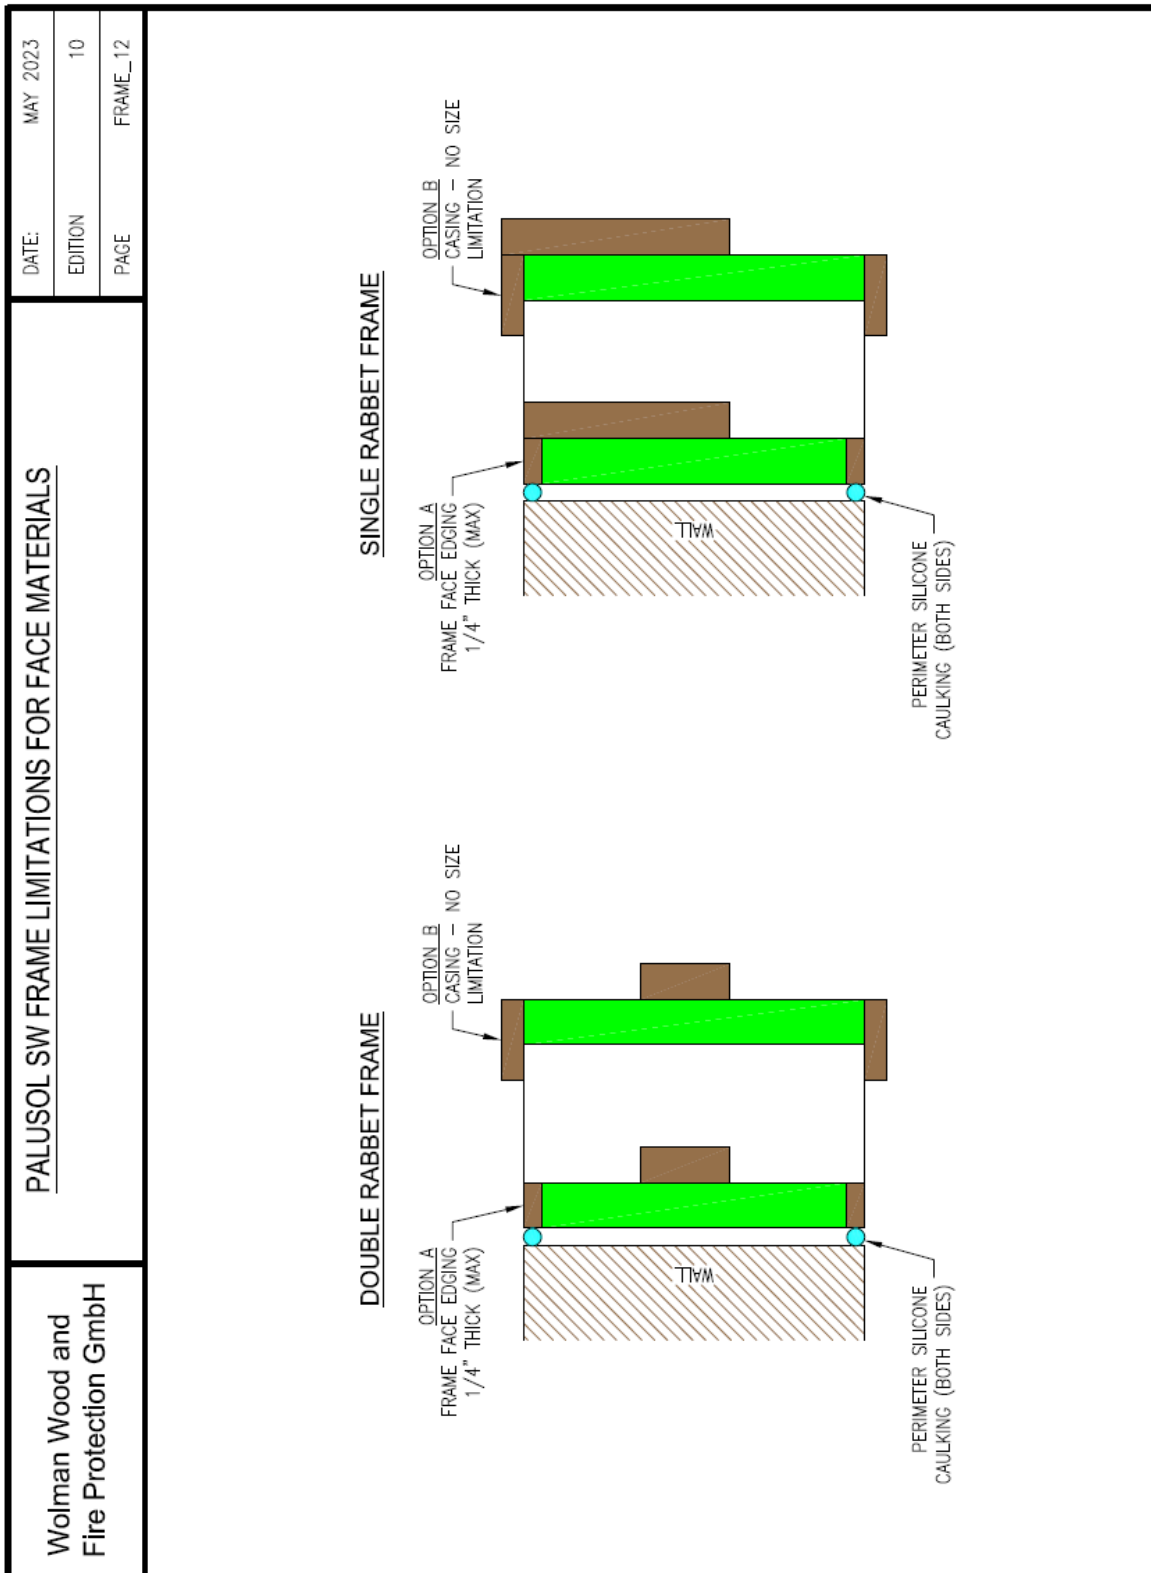 Wolman Wood and
Fire Protection GmbH
PALUSOL SW FRAME LIMITATIONS FOR FACE MATERIALS
DATE: MAY 2023
EDITION 10
PAGE FRAME_12
DOUBLE RABBET FRAME
OPTION A
FRAME FACE EDGING
1/4" THICK (MAX)
OPTION B
CASING – NO SIZE
LIMITATION
WALL
PERIMETER SILICONE
CAULKING (BOTH SIDES)
SINGLE RABBET FRAME
OPTION A
FRAME FACE EDGING
1/4" THICK (MAX)
OPTION B
CASING – NO SIZE
LIMITATION
WALL
PERIMETER SILICONE
CAULKING (BOTH SIDES)